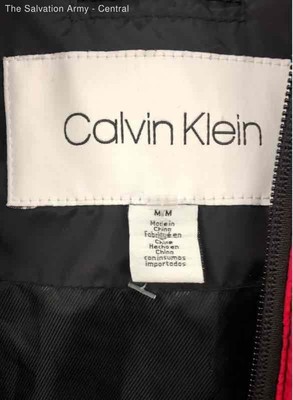 The Salvation Army - Central
Calvin Klein
M/M
Made in
China
Fabriqué en
Chine
Hecho en
China
con insumos
importados